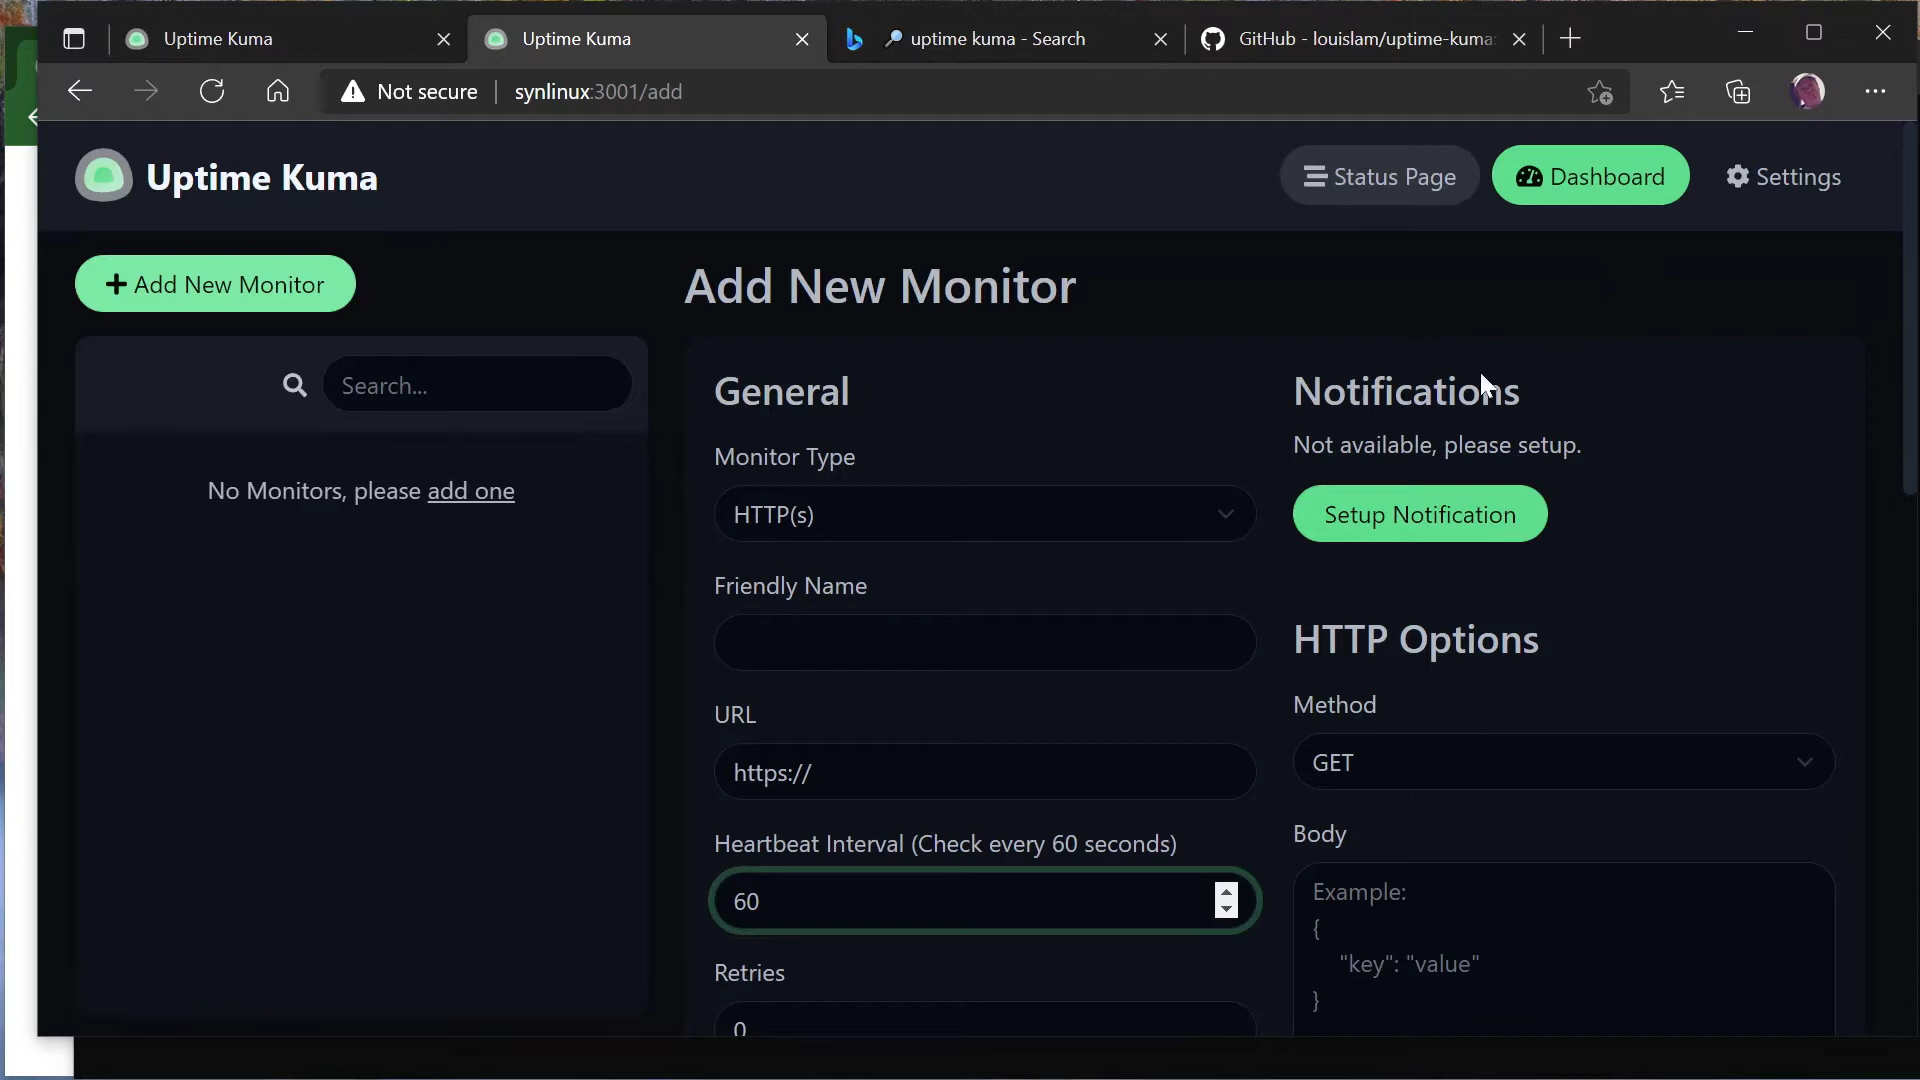 Uptime Kuma
Uptime Kuma
uptime kuma - Search
GitHub - louislam/uptime-kuma:
Not secure
synlinux:3001/add
Uptime Kuma
Status Page
Dashboard
Settings
Add New Monitor
Search...
No Monitors, please add one
Add New Monitor
General
Monitor Type
HTTP(s)
Friendly Name
URL
https://
Heartbeat Interval (Check every 60 seconds)
60
Retries
0
Notifications
Not available, please setup.
Setup Notification
HTTP Options
Method
GET
Body
Example:
{
"key": "value"
}